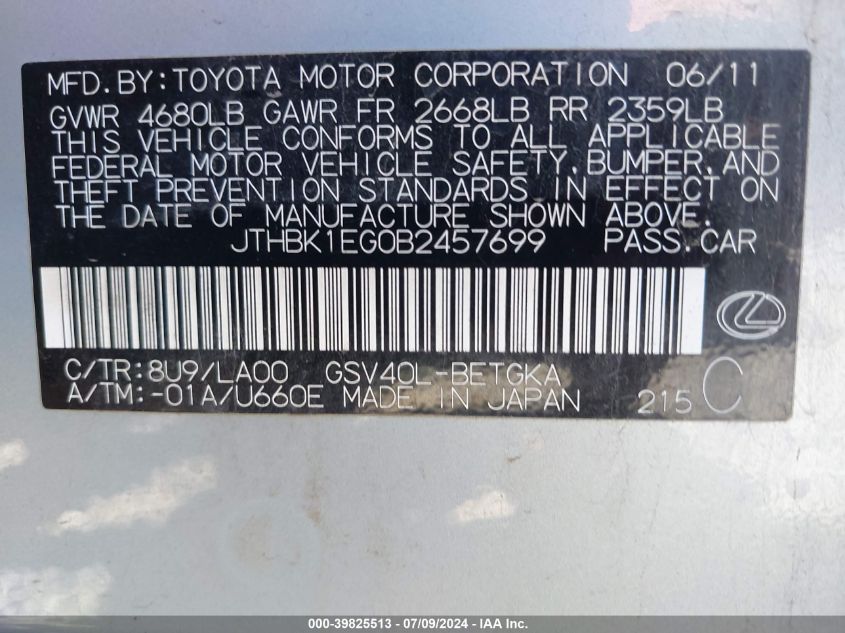 MFD.BY:TOYOTA MOTOR CORPORATION 06/11
GVWR 4680LB GAWR FR 2668LB RR 2359LB
THIS VEHICLE CONFORMS TO ALL APPLICABLE
FEDERAL MOTOR VEHICLE SAFETY,BUMPER,AND
THEFT PREVENTION STANDARDS IN EFFECT ON
THE DATE OF MANUFACTURE SHOWN ABOVE.
JTHBK1EG0B2457699 PASS.CAR
C/TR:8U9/LA00 GSV40L-BETGKA
A/TM:-01A/U660E MADE IN JAPAN 215 C
000-39825513 - 07/09/2024 - IAA Inc.